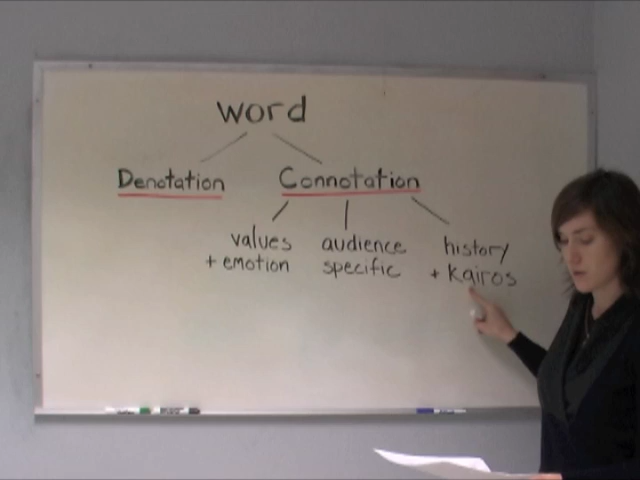 word
Denotation Connotation
values audience history
+ emotion specific + Kairos